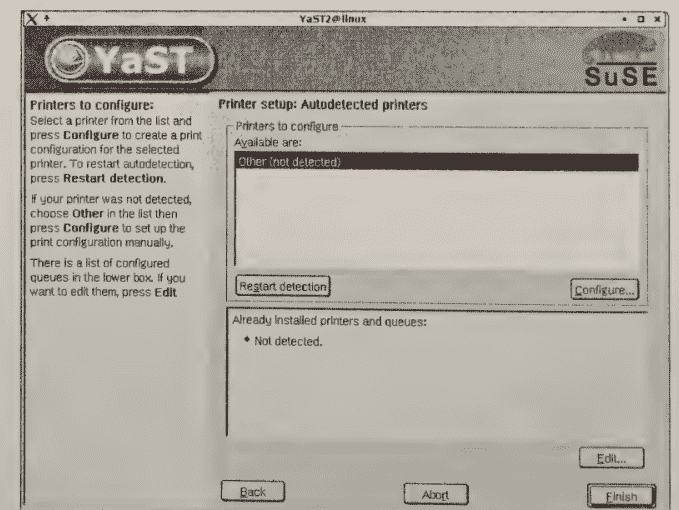 YaST2@linux
YaST
SuSE
Printers to configure:
Select a printer from the list and
press Configure to create a print
configuration for the selected
printer. To restart autodetection,
press Restart detection.
If your printer was not detected,
choose Other in the list then
press Configure to set up the
print configuration manually.
There is a list of configured
queues in the lower box. If you
want to edit them, press Edit
Printer setup: Autodetected printers
Printers to configure
Available are:
Other (not detected)
Restart detection
Configure...
Already installed printers and queues:
Not detected.
Edit...
Back
Abort
Finish